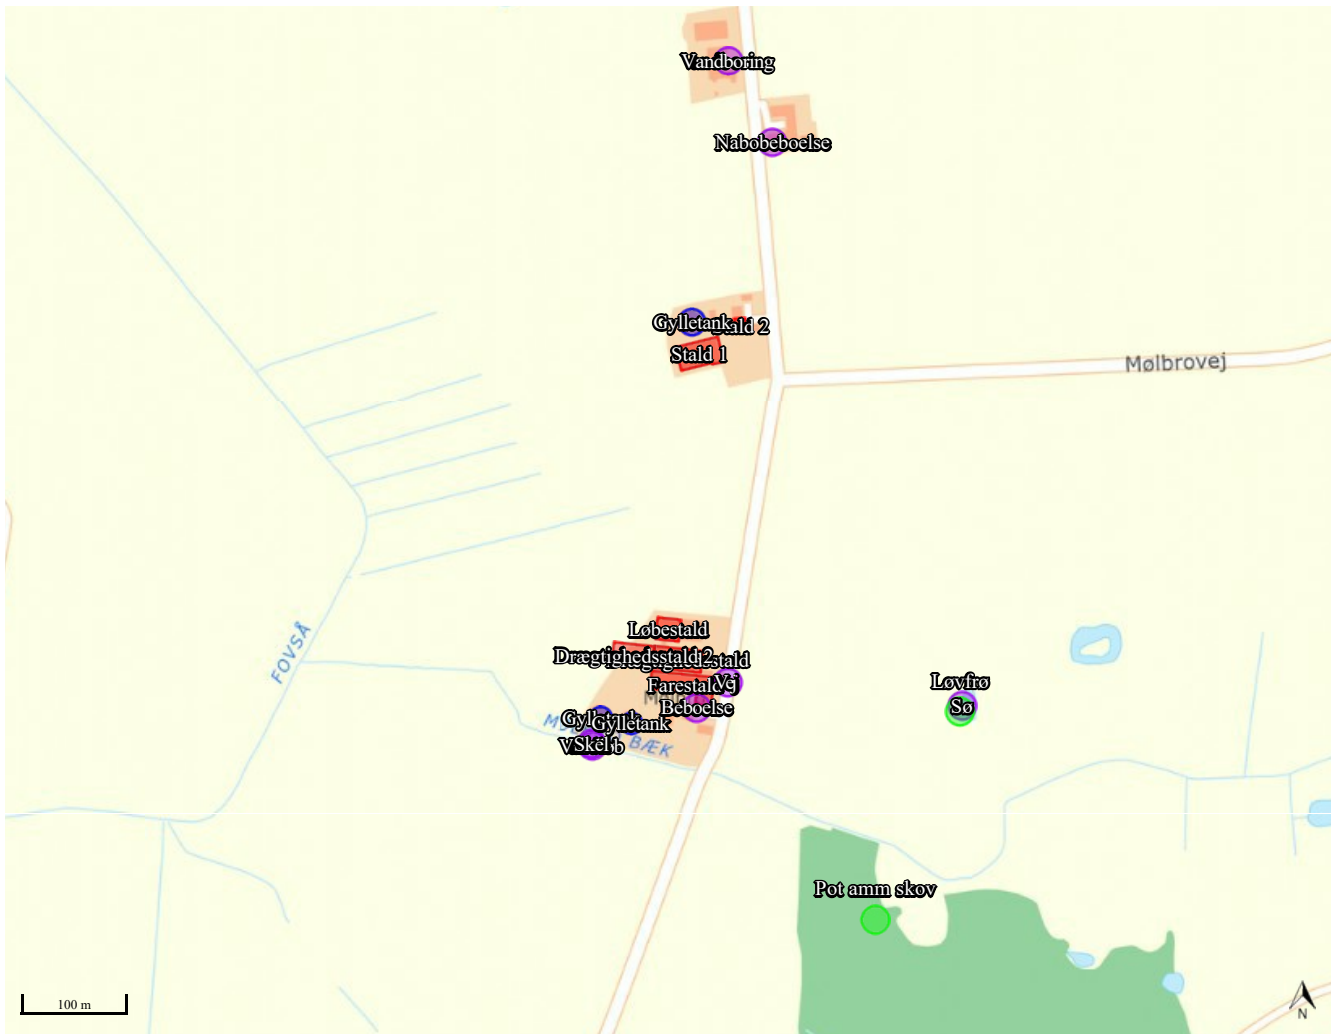 Vandboring
Nabobeboelse
Gylletank
Stald 2
Stald 1
Mølbrovej
FOVSÅ
Løbestald
Drægtighedsstald 2
Farestald
Vej
Beboelse
Gylletank
Gylletank
Skel
BÆK
Løvfrø
Sø
Pot amm skov
100 m
N